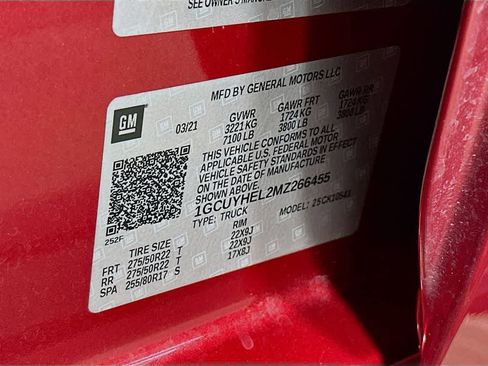 SEE OWNER'S MANUAL
GM
MFD BY GENERAL MOTORS LLC
03/21
GVWR GAWR FRT GAWR RR
3221 KG 1724 KG 1724 KG
7100 LB 3800 LB 3800 LB
THIS VEHICLE CONFORMS TO ALL
APPLICABLE U.S. FEDERAL MOTOR
VEHICLE SAFETY STANDARDS IN EFFECT
ON THE DATE OF MANUFACTURE
SHOWN ABOVE.
1GCUYHEL2MZ266455
TYPE: TRUCK MODEL: 25CK10543
252F
TIRE SIZE RIM
FRT 275/50R22 T 22X9J
RR 275/50R22 T 22X9J
SPA 255/80R17 S 17X8J